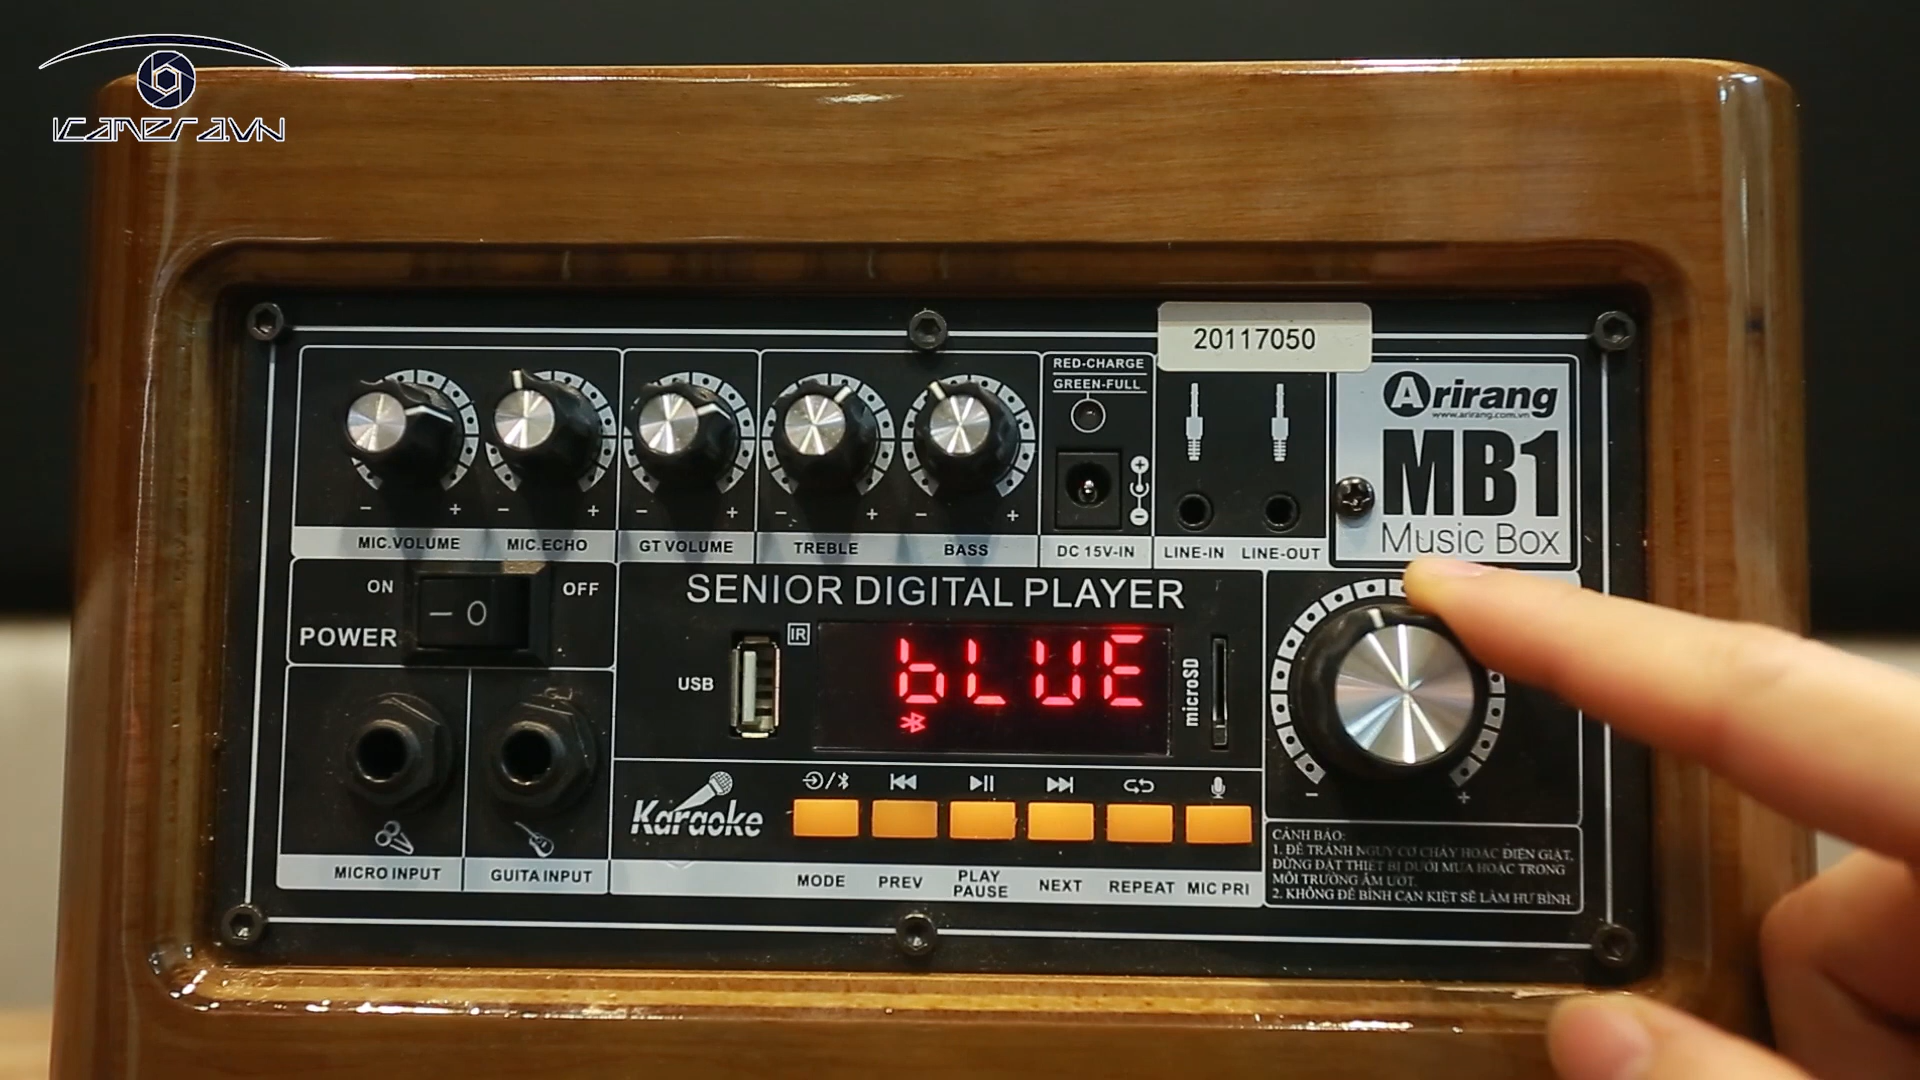 ICAMERA.VN
20117050
RED-CHARGE
GREEN-FULL
Arirang
www.arirang.com.vn
MB1
Music Box
- + - + - + - + - +
MIC.VOLUME MIC.ECHO GT VOLUME TREBLE BASS DC 15V-IN LINE-IN LINE-OUT
ON OFF
POWER
SENIOR DIGITAL PLAYER
IR
USB
bLUE
microSD
- +
Karaoke
MICRO INPUT GUITA INPUT
MODE PREV PLAY PAUSE NEXT REPEAT MIC PRI
CẢNH BÁO:
1. ĐỂ TRÁNH NGUY CƠ CHÁY HOẶC ĐIỆN GIẬT,
ĐỪNG ĐẶT THIẾT BỊ DƯỚI MƯA HOẶC TRONG
MÔI TRƯỜNG ẨM ƯỚT.
2. KHÔNG ĐỂ BÌNH CẠN KIỆT SẼ LÀM HƯ BÌNH.